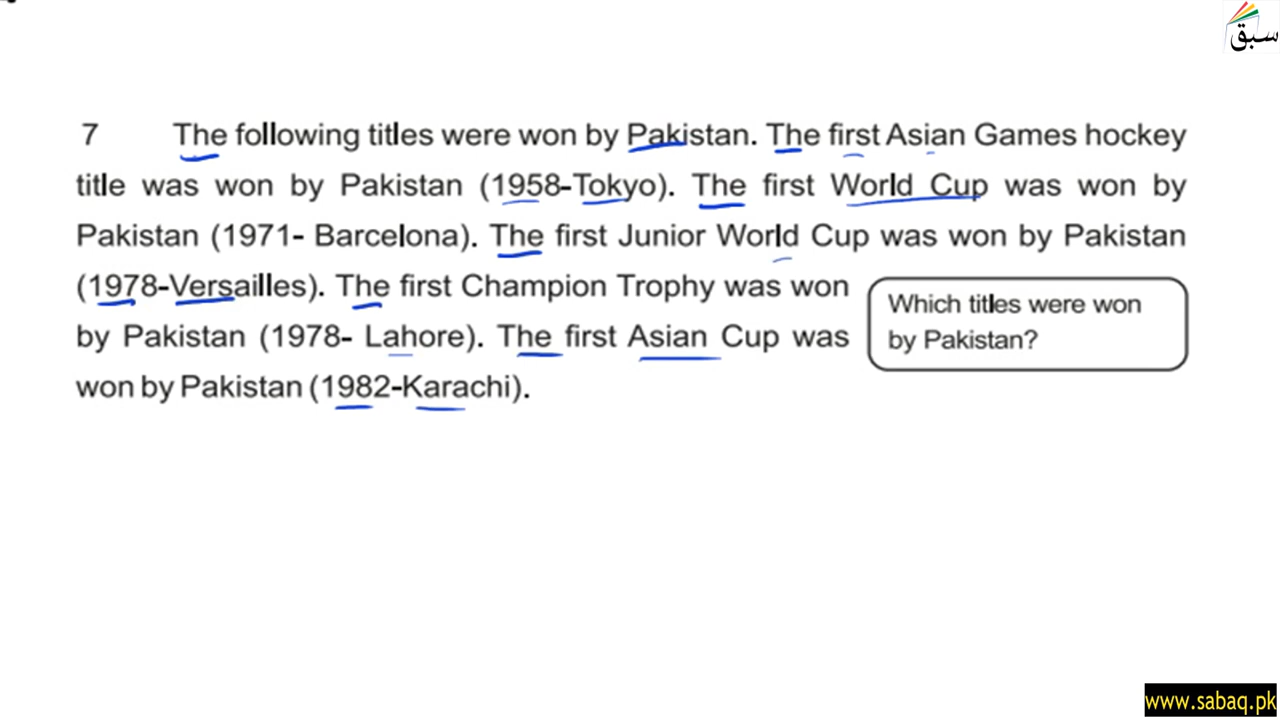 سبق
7 The following titles were won by Pakistan. The first Asian Games hockey
title was won by Pakistan (1958-Tokyo). The first World Cup was won by
Pakistan (1971- Barcelona). The first Junior World Cup was won by Pakistan
(1978-Versailles). The first Champion Trophy was won
by Pakistan (1978- Lahore). The first Asian Cup was
won by Pakistan (1982-Karachi).
Which titles were won
by Pakistan?
www.sabaq.pk